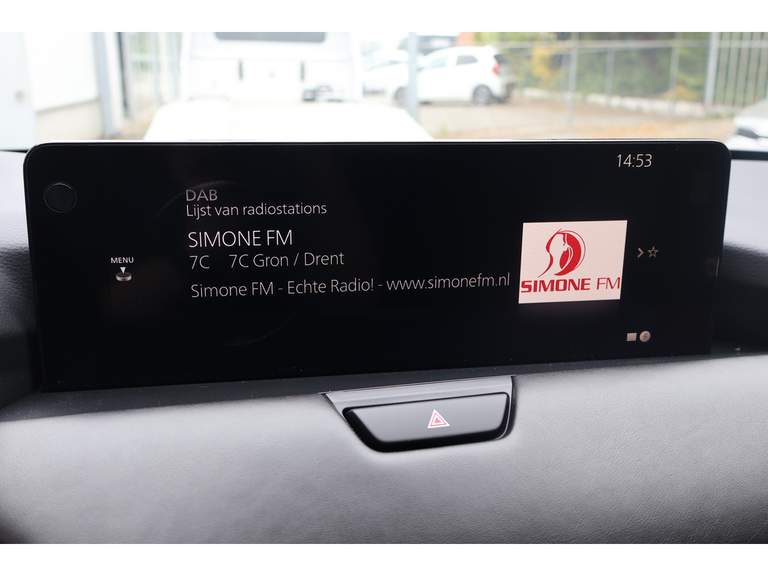 14:53
DAB
Lijst van radiostations
SIMONE FM
7C 7C Gron / Drent
Simone FM - Echte Radio! - www.simonefm.nl
MENU
SIMONE FM